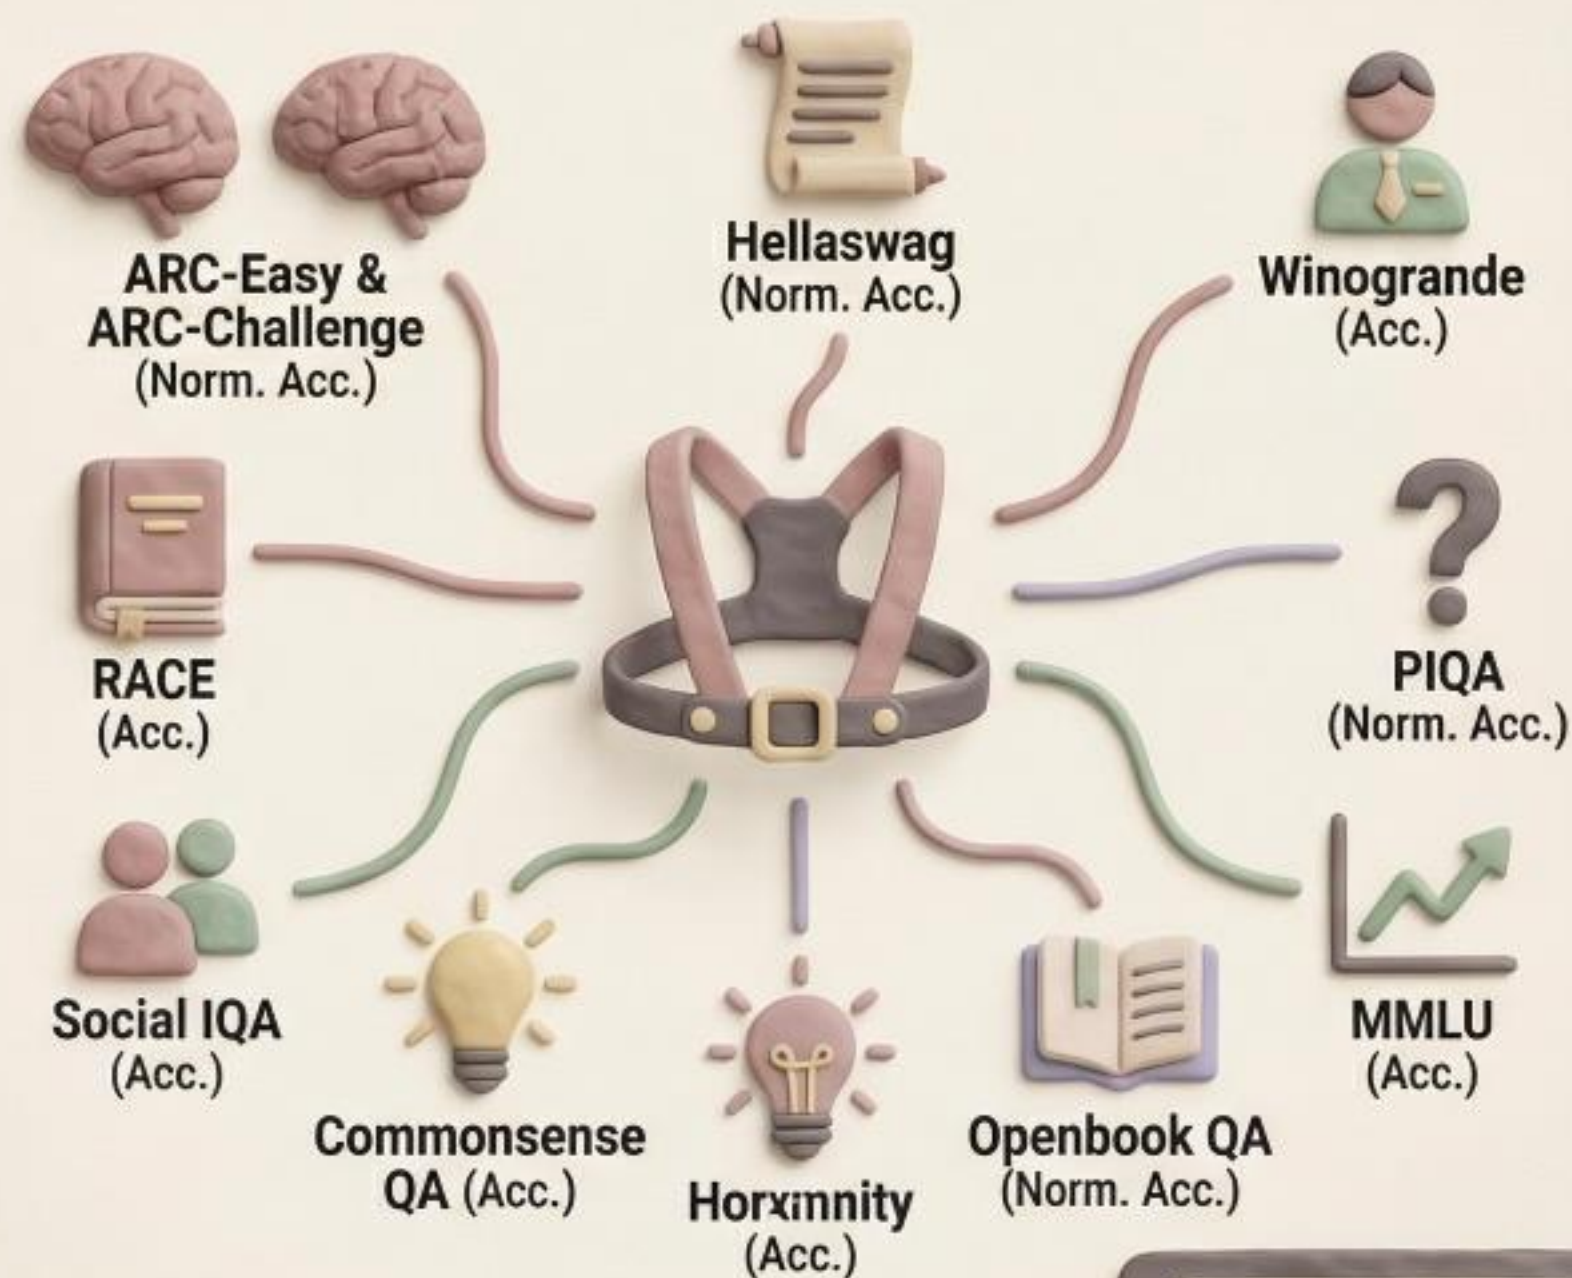 ARC-Easy &
ARC-Challenge
(Norm. Acc.)
Hellaswag
(Norm. Acc.)
Winogrande
(Acc.)
RACE
(Acc.)
PIQA
(Norm. Acc.)
Social IQA
(Acc.)
Commonsense
QA (Acc.)
(Acc.)
Openbook QA
(Norm. Acc.)
MMLU
(Acc.)